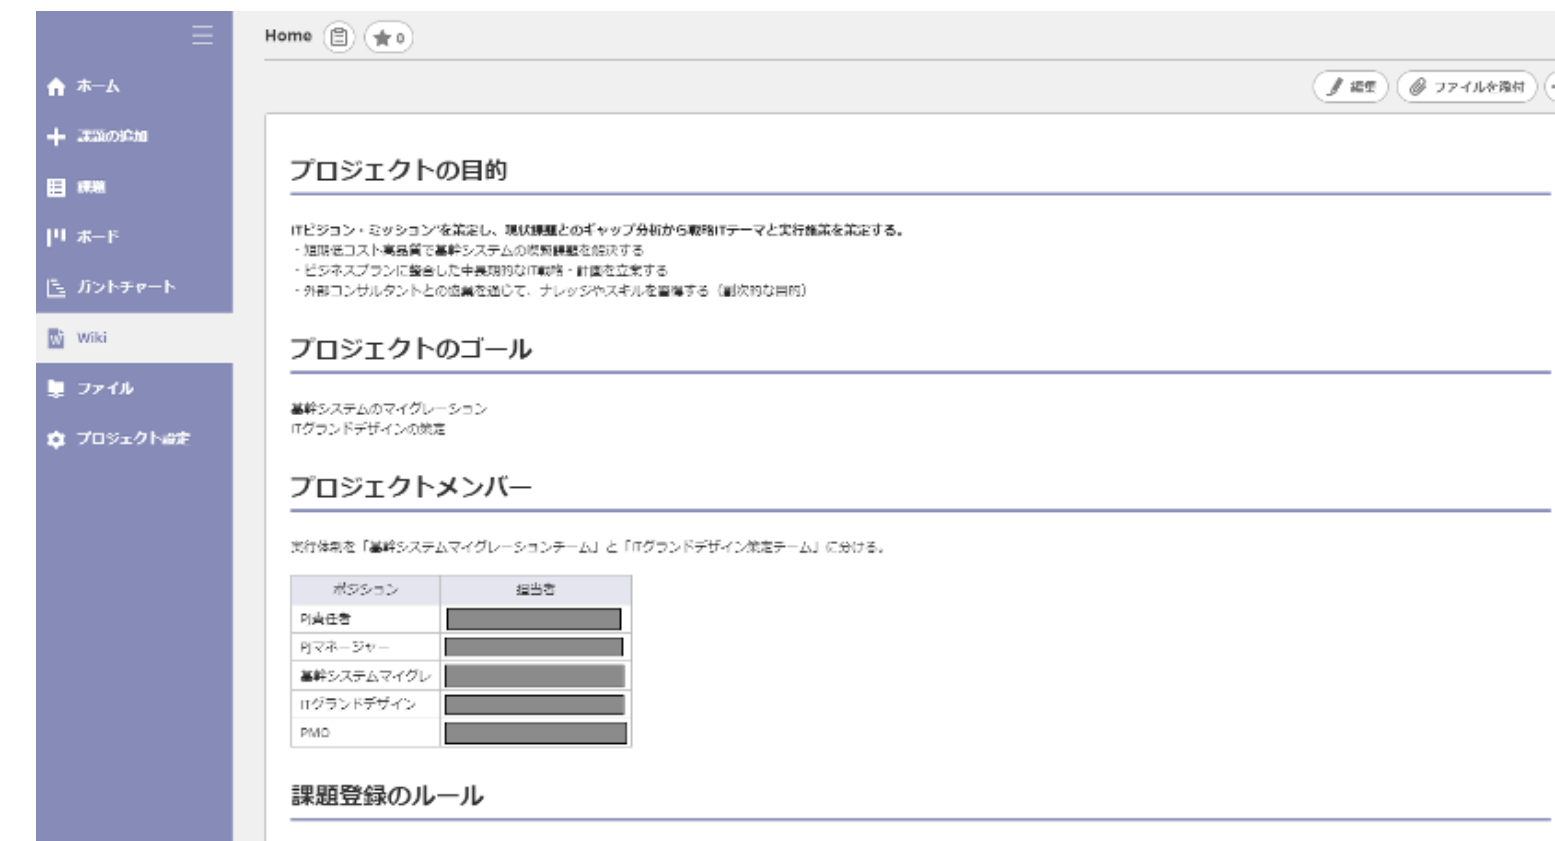 Home
0
ホーム
課題の追加
課題
ボード
ガントチャート
Wiki
ファイル
プロジェクト設定
編集
ファイルを添付
プロジェクトの目的
ITビジョン・ミッションを策定し、現状課題とのギャップ分析から戦略ITテーマと実行施策を策定する。
・短期低コスト高品質で基幹システムの喫緊課題を解決する
・ビジネスプランに整合した中長期的なIT戦略・計画を立案する
・外部コンサルタントとの協業を通じて、ナレッジやスキルを習得する（副次的な目的）
プロジェクトのゴール
基幹システムのマイグレーション
ITグランドデザインの策定
プロジェクトメンバー
実行体制を「基幹システムマイグレーションチーム」と「ITグランドデザイン策定チーム」に分ける。
ポジション 担当者
PJ責任者
PJマネージャー
基幹システムマイグレ
ITグランドデザイン
PMO
課題登録のルール